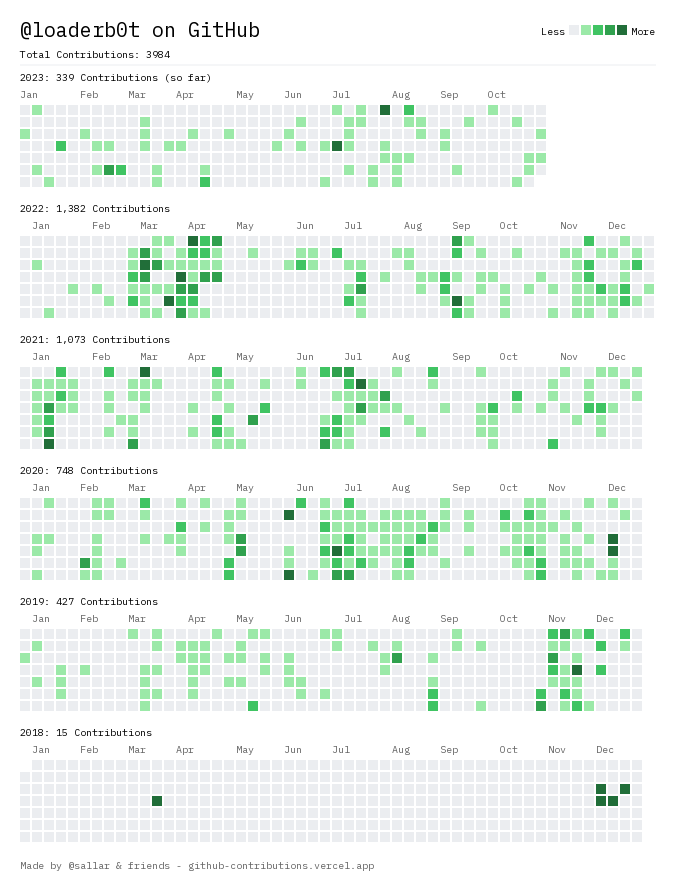 @loaderb0t on GitHub
Less More
Total Contributions: 3984
2023: 339 Contributions (so far)
Jan Feb Mar Apr May Jun Jul Aug Sep Oct
2022: 1,382 Contributions
Jan Feb Mar Apr May Jun Jul Aug Sep Oct Nov Dec
2021: 1,073 Contributions
Jan Feb Mar Apr May Jun Jul Aug Sep Oct Nov Dec
2020: 748 Contributions
Jan Feb Mar Apr May Jun Jul Aug Sep Oct Nov Dec
2019: 427 Contributions
Jan Feb Mar Apr May Jun Jul Aug Sep Oct Nov Dec
2018: 15 Contributions
Jan Feb Mar Apr May Jun Jul Aug Sep Oct Nov Dec
Made by @sallar & friends - github-contributions.vercel.app